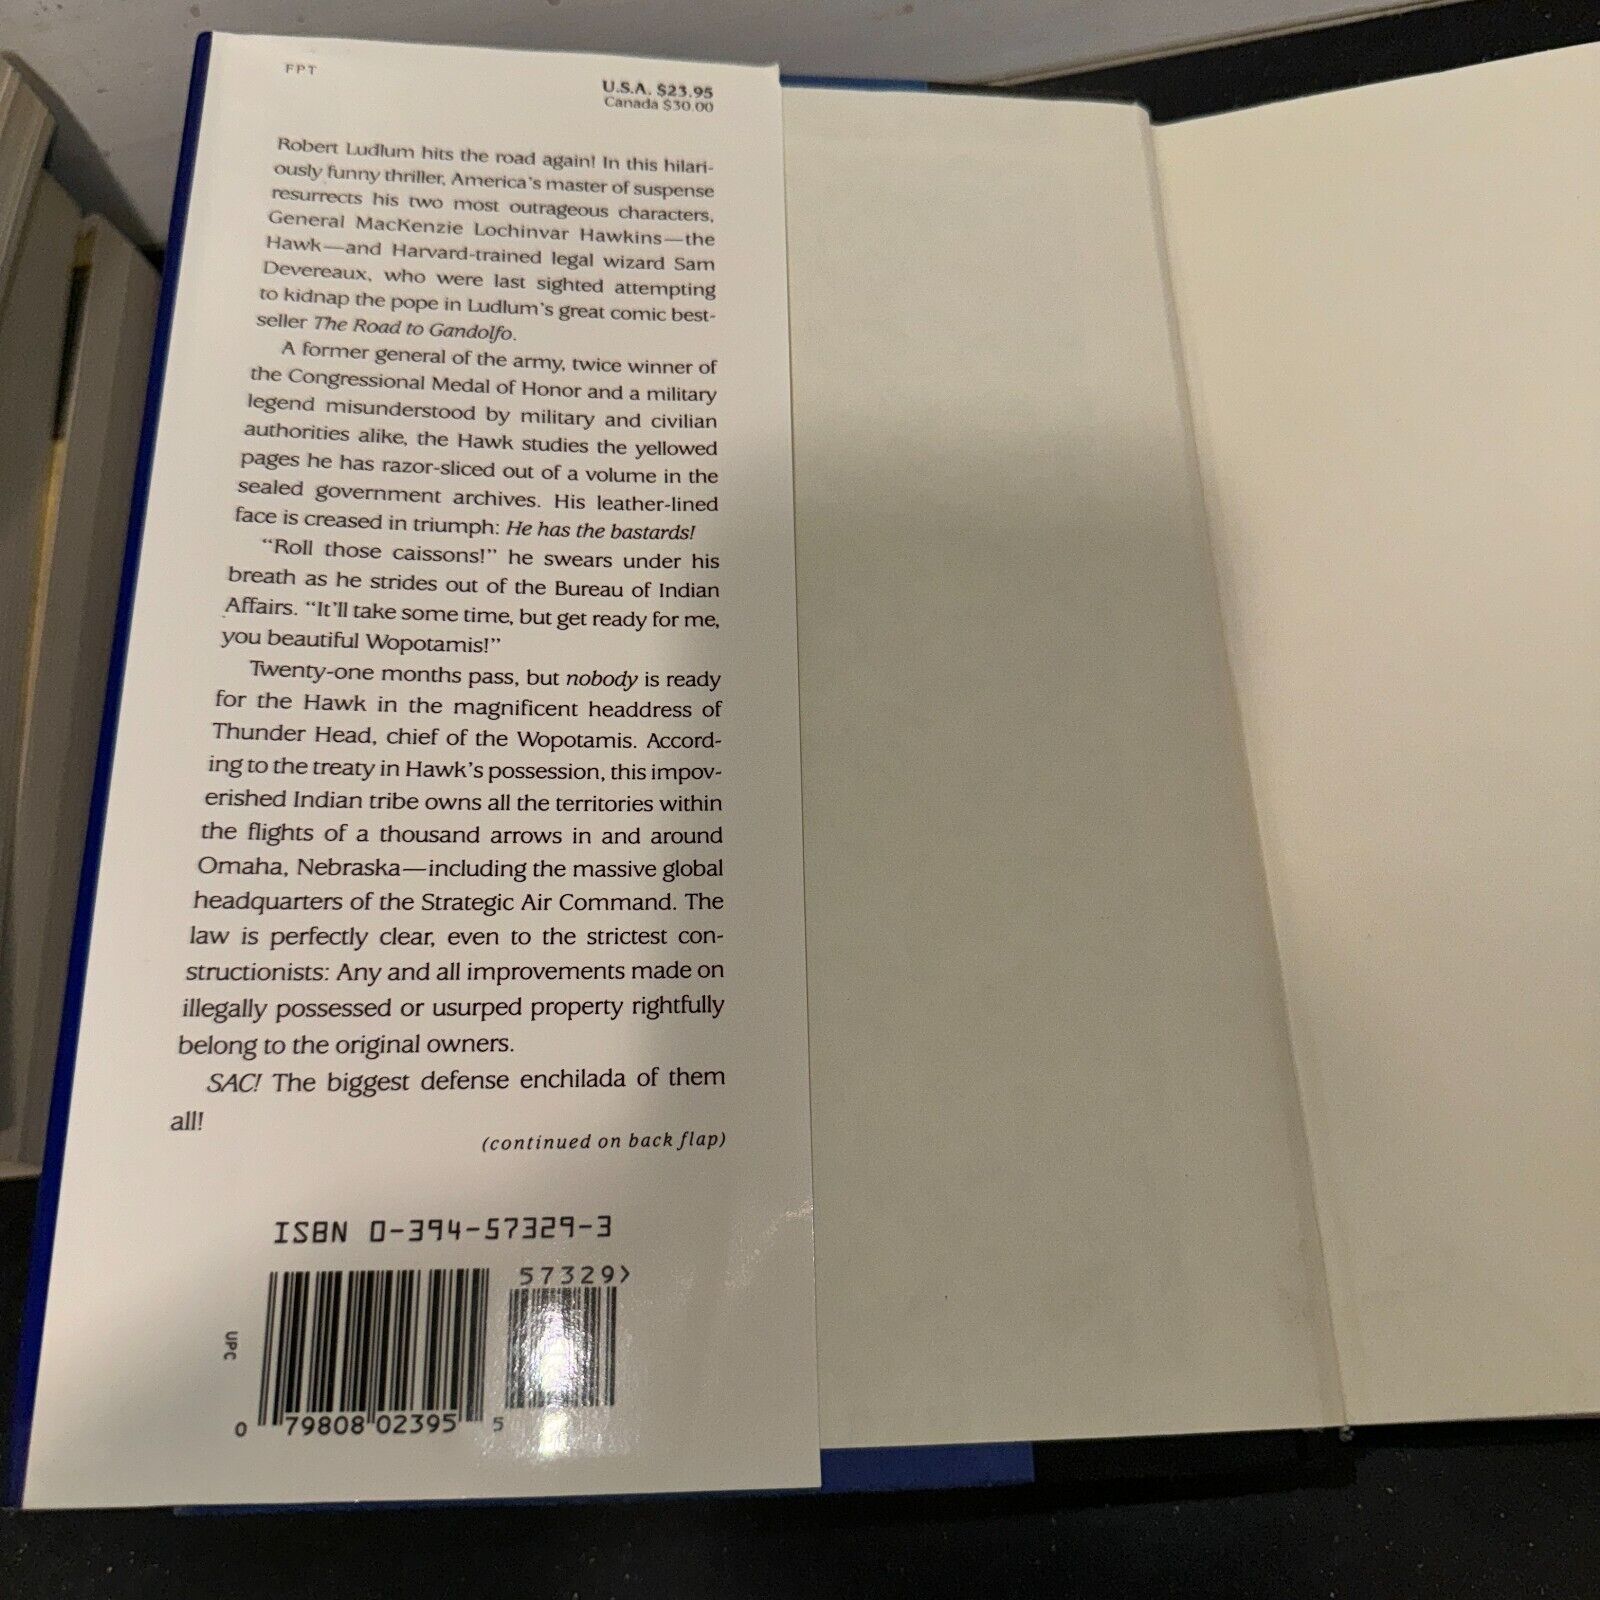 FPT
U.S.A. $23.95
Canada $30.00
Robert Ludlum hits the road again! In this hilari-
ously funny thriller, America's master of suspense
resurrects his two most outrageous characters,
General MacKenzie Lochinvar Hawkins—the
Hawk—and Harvard-trained legal wizard Sam
Devereaux, who were last sighted attempting
to kidnap the pope in Ludlum's great comic best-
seller The Road to Gandolfo.
A former general of the army, twice winner of
the Congressional Medal of Honor and a military
legend misunderstood by military and civilian
authorities alike, the Hawk studies the yellowed
pages he has razor-sliced out of a volume in the
sealed government archives. His leather-lined
face is creased in triumph: He has the bastards!
“Roll those caissons!” he swears under his
breath as he strides out of the Bureau of Indian
Affairs. “It'll take some time, but get ready for me,
you beautiful Wopotamis!”
Twenty-one months pass, but nobody is ready
for the Hawk in the magnificent headdress of
Thunder Head, chief of the Wopotamis. Accord-
ing to the treaty in Hawk's possession, this impov-
erished Indian tribe owns all the territories within
the flights of a thousand arrows in and around
Omaha, Nebraska—including the massive global
headquarters of the Strategic Air Command. The
law is perfectly clear, even to the strictest con-
structionists: Any and all improvements made on
illegally possessed or usurped property rightfully
belong to the original owners.
SAC! The biggest defense enchilada of them
all!
(continued on back flap)
ISBN 0-394-57329-3
57329>
UPC
0 79808 02395 5